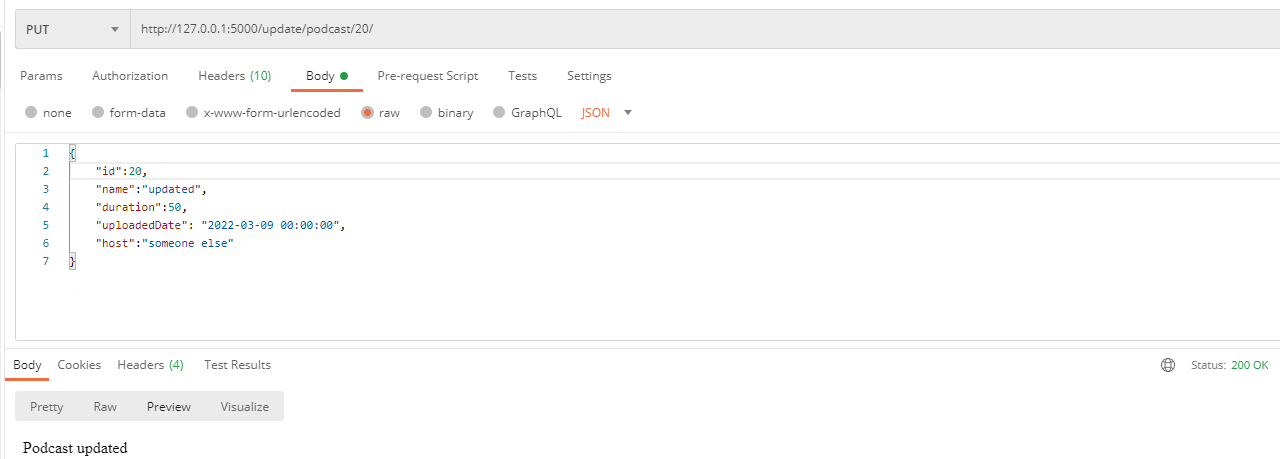 PUT http://127.0.0.1:5000/update/podcast/20/
Params Authorization Headers (10) Body Pre-request Script Tests Settings
none form-data x-www-form-urlencoded raw binary GraphQL JSON
1 {
2 "id":20,
3 "name":"updated",
4 "duration":50,
5 "uploadedDate": "2022-03-09 00:00:00",
6 "host":"someone else"
7 }
Body Cookies Headers (4) Test Results Status: 200 OK
Pretty Raw Preview Visualize
Podcast updated